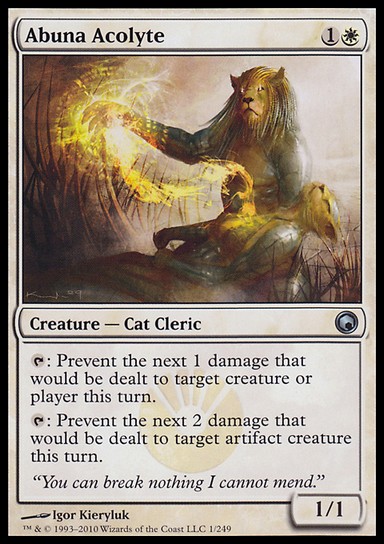 Abuna Acolyte 1
Creature — Cat Cleric
: Prevent the next 1 damage that
would be dealt to target creature or
player this turn.
: Prevent the next 2 damage that
would be dealt to target artifact creature
this turn.
“You can break nothing I cannot mend.”
Igor Kieryluk
1/1
™ & © 1993–2010 Wizards of the Coast LLC 1/249